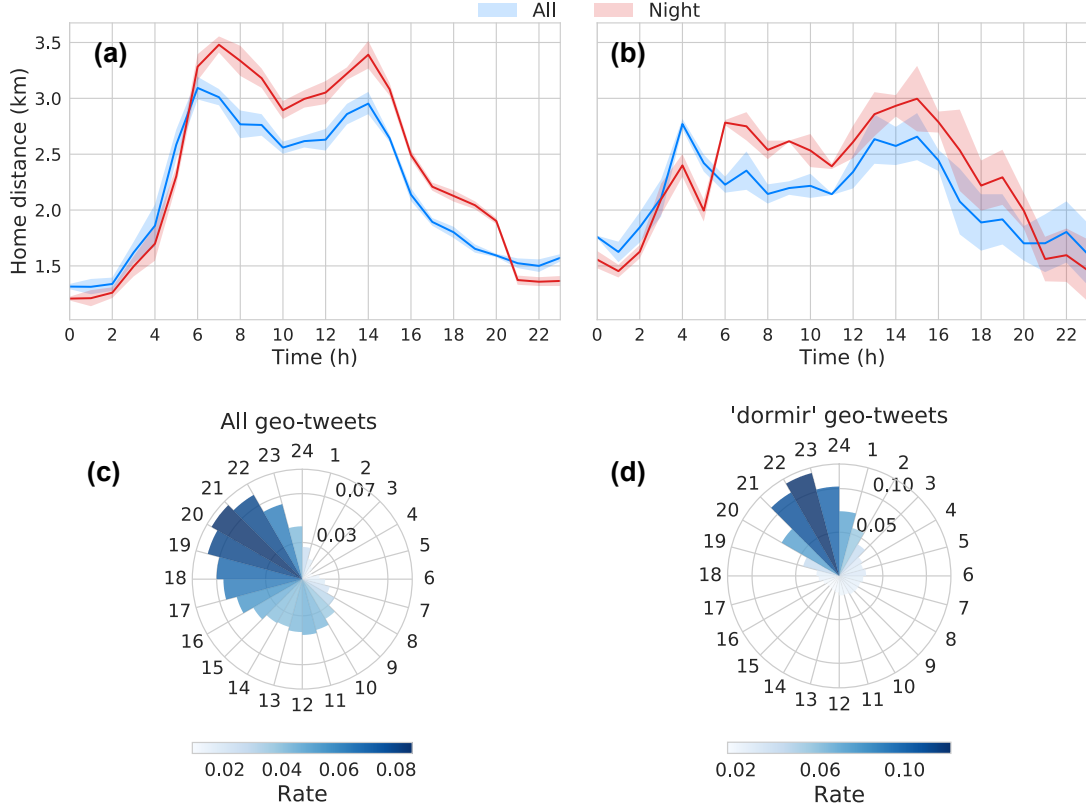 All Night
(a)
3.5
3.0
2.5
2.0
1.5
Home distance (km)
0 2 4 6 8 10 12 14 16 18 20 22
Time (h)
(b)
0 2 4 6 8 10 12 14 16 18 20 22
Time (h)
(c)
All geo-tweets
24 1 2 3 4 5 6 7 8 9 10 11 12 13 14 15 16 17 18 19 20 21 22 23
0.07
0.03
0.02 0.04 0.06 0.08
Rate
(d)
'dormir' geo-tweets
24 1 2 3 4 5 6 7 8 9 10 11 12 13 14 15 16 17 18 19 20 21 22 23
0.10
0.05
0.02 0.06 0.10
Rate